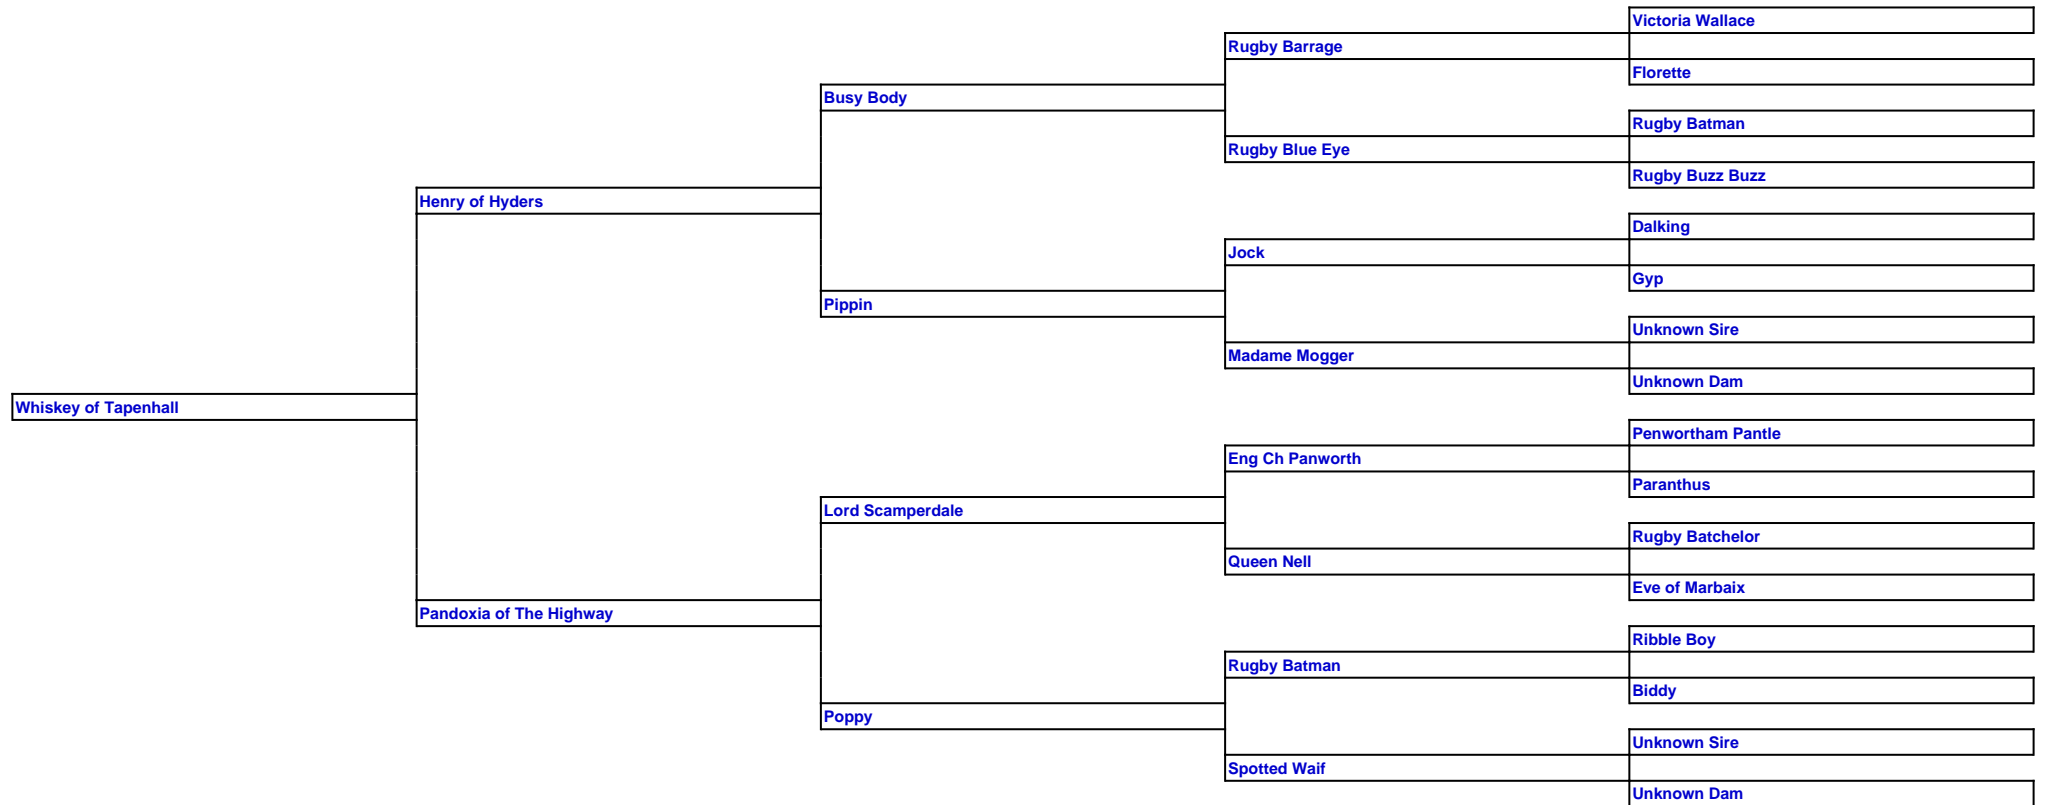 Victoria Wallace
Rugby Barrage
Florette
Busy Body
Rugby Batman
Rugby Blue Eye
Rugby Buzz Buzz
Henry of Hyders
Dalking
Jock
Gyp
Pippin
Unknown Sire
Madame Mogger
Unknown Dam
Whiskey of Tapenhall
Penwortham Pantle
Eng Ch Panworth
Paranthus
Lord Scamperdale
Rugby Batchelor
Queen Nell
Eve of Marbaix
Pandoxia of The Highway
Ribble Boy
Rugby Batman
Biddy
Poppy
Unknown Sire
Spotted Waif
Unknown Dam